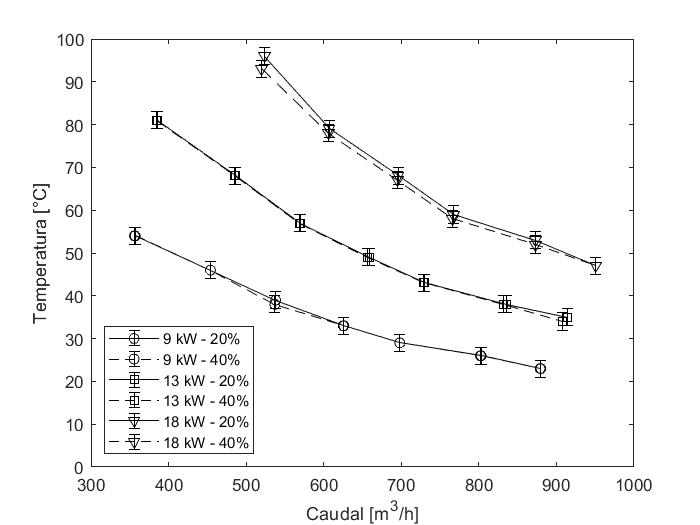 100
90
80
70
60
50
40
30
20
10
0
Temperatura [°C]
9 kW - 20%
9 kW - 40%
13 kW - 20%
13 kW - 40%
18 kW - 20%
18 kW - 40%
300 400 500 600 700 800 900 1000
Caudal [m³/h]